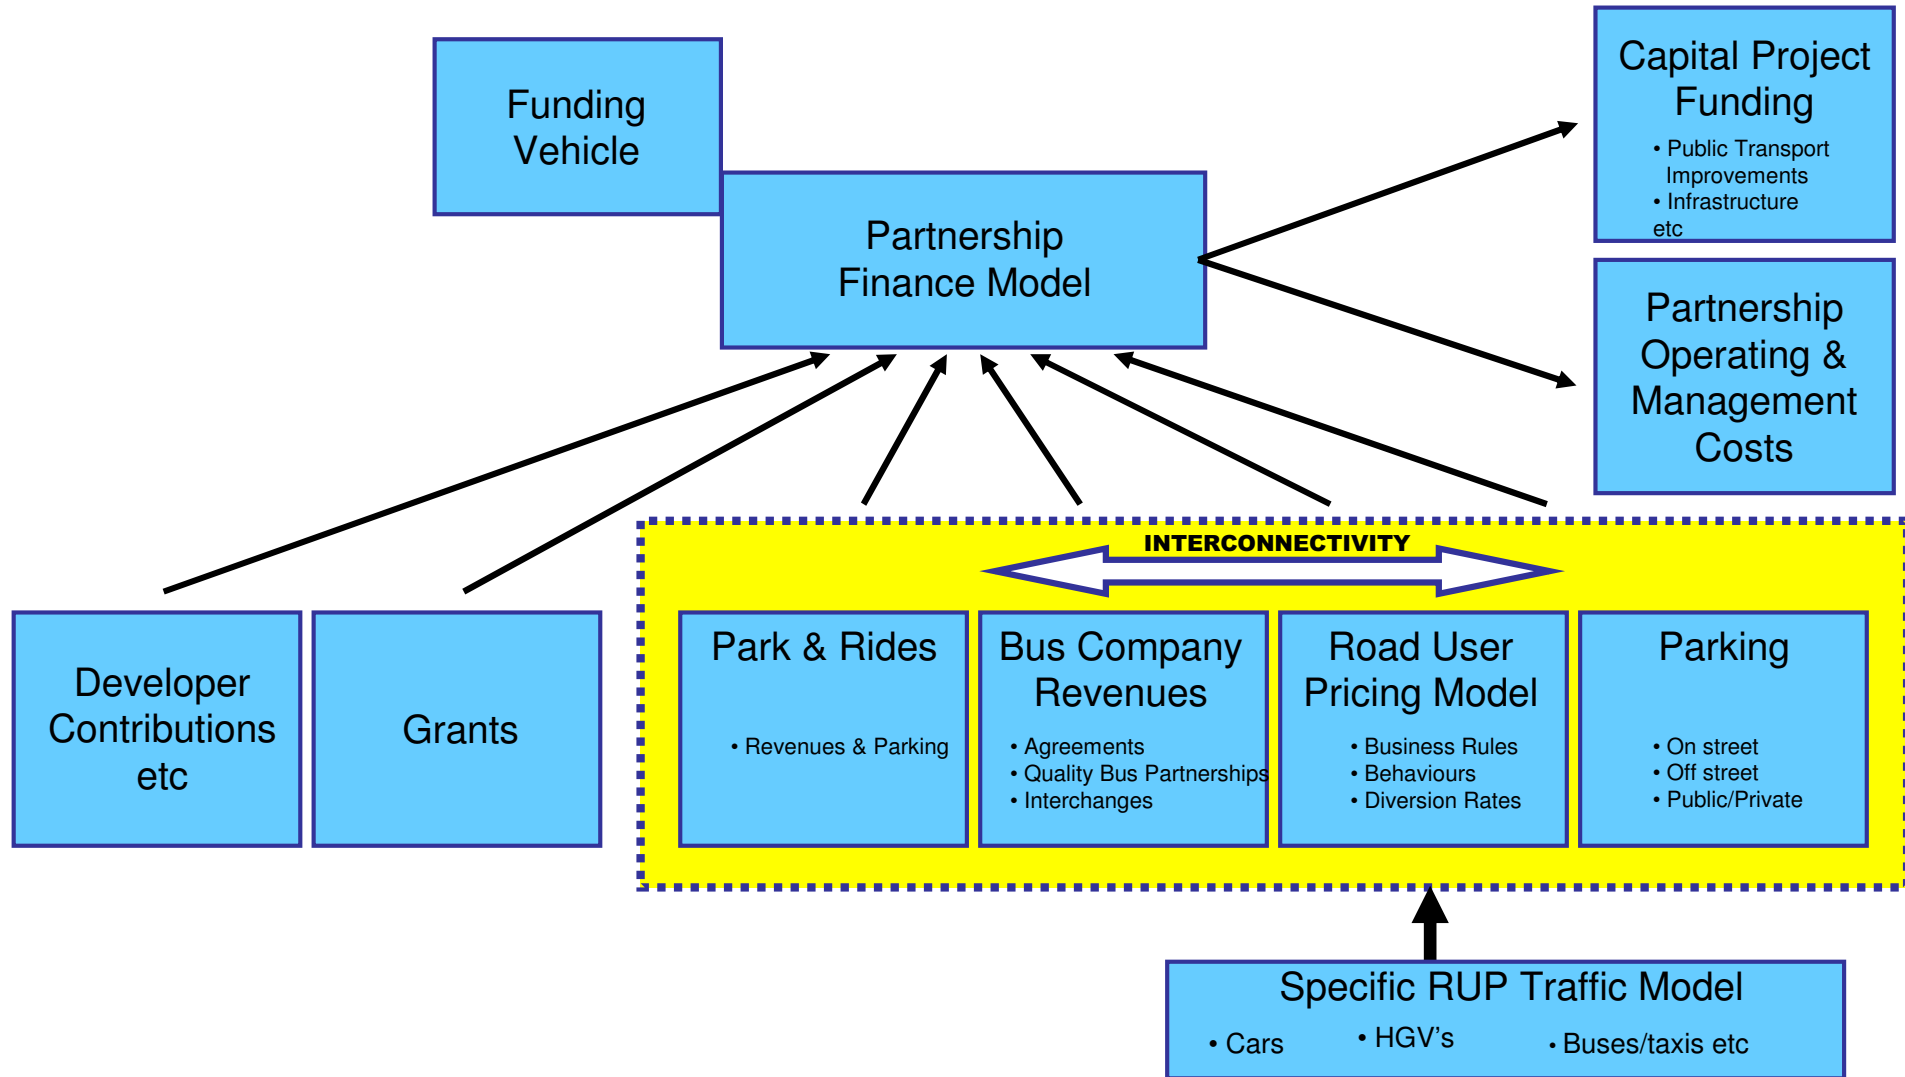 Funding
Vehicle
Partnership
Finance Model
Capital Project
Funding
• Public Transport
Improvements
• Infrastructure
etc
Partnership
Operating &
Management
Costs
INTERCONNECTIVITY
Developer
Contributions
etc
Grants
Park & Rides
• Revenues & Parking
Bus Company
Revenues
• Agreements
• Quality Bus Partnerships
• Interchanges
Road User
Pricing Model
• Business Rules
• Behaviours
• Diversion Rates
Parking
• On street
• Off street
• Public/Private
Specific RUP Traffic Model
• Cars
• HGV's
• Buses/taxis etc